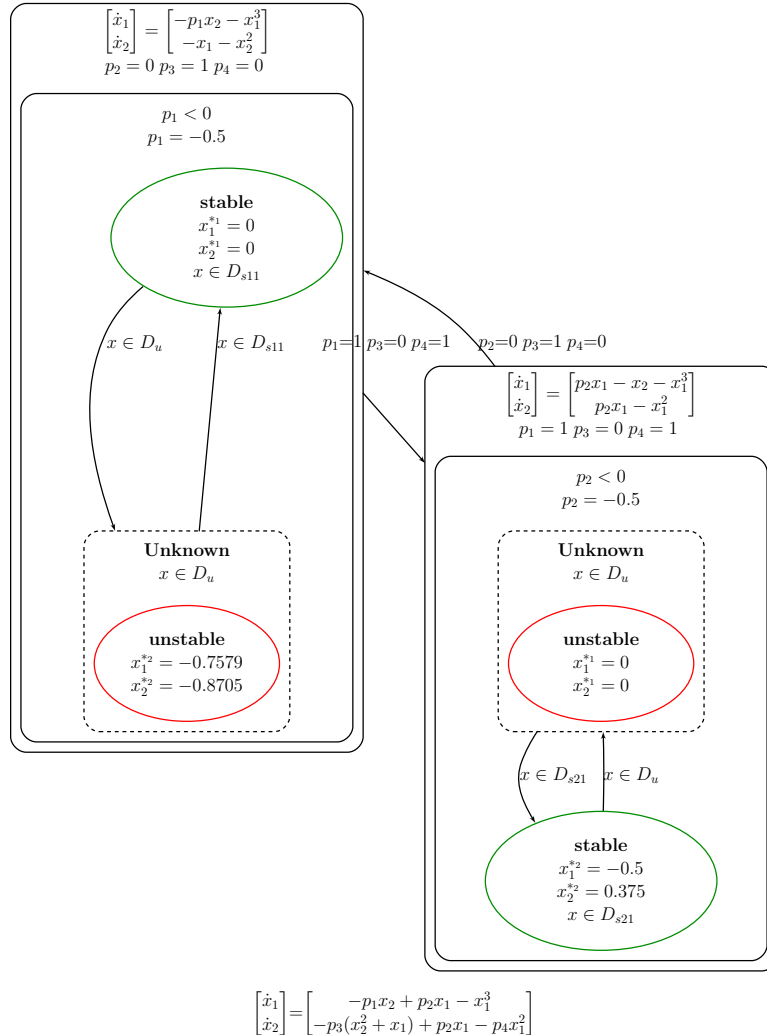 [ẋ₁; ẋ₂] = [−p₁x₂ − x₁³; −x₁ − x₂²]
p₂ = 0 p₃ = 1 p₄ = 0
p₁ < 0
p₁ = −0.5
stable
x₁^{*₁} = 0
x₂^{*₁} = 0
x ∈ D_{s11}
x ∈ D_u
x ∈ D_{s11}
p₁=1 p₃=0 p₄=1
p₂=0 p₃=1 p₄=0
[ẋ₁; ẋ₂] = [p₂x₁ − x₂ − x₁³; p₂x₁ − x₁²]
p₁ = 1 p₃ = 0 p₄ = 1
p₂ < 0
p₂ = −0.5
Unknown
x ∈ D_u
unstable
x₁^{*₂} = −0.7579
x₂^{*₂} = −0.8705
Unknown
x ∈ D_u
unstable
x₁^{*₁} = 0
x₂^{*₁} = 0
x ∈ D_{s21}
x ∈ D_u
stable
x₁^{*₂} = −0.5
x₂^{*₂} = 0.375
x ∈ D_{s21}
[ẋ₁; ẋ₂]=[−p₁x₂ + p₂x₁ − x₁³; −p₃(x₂² + x₁) + p₂x₁ − p₄x₁²]